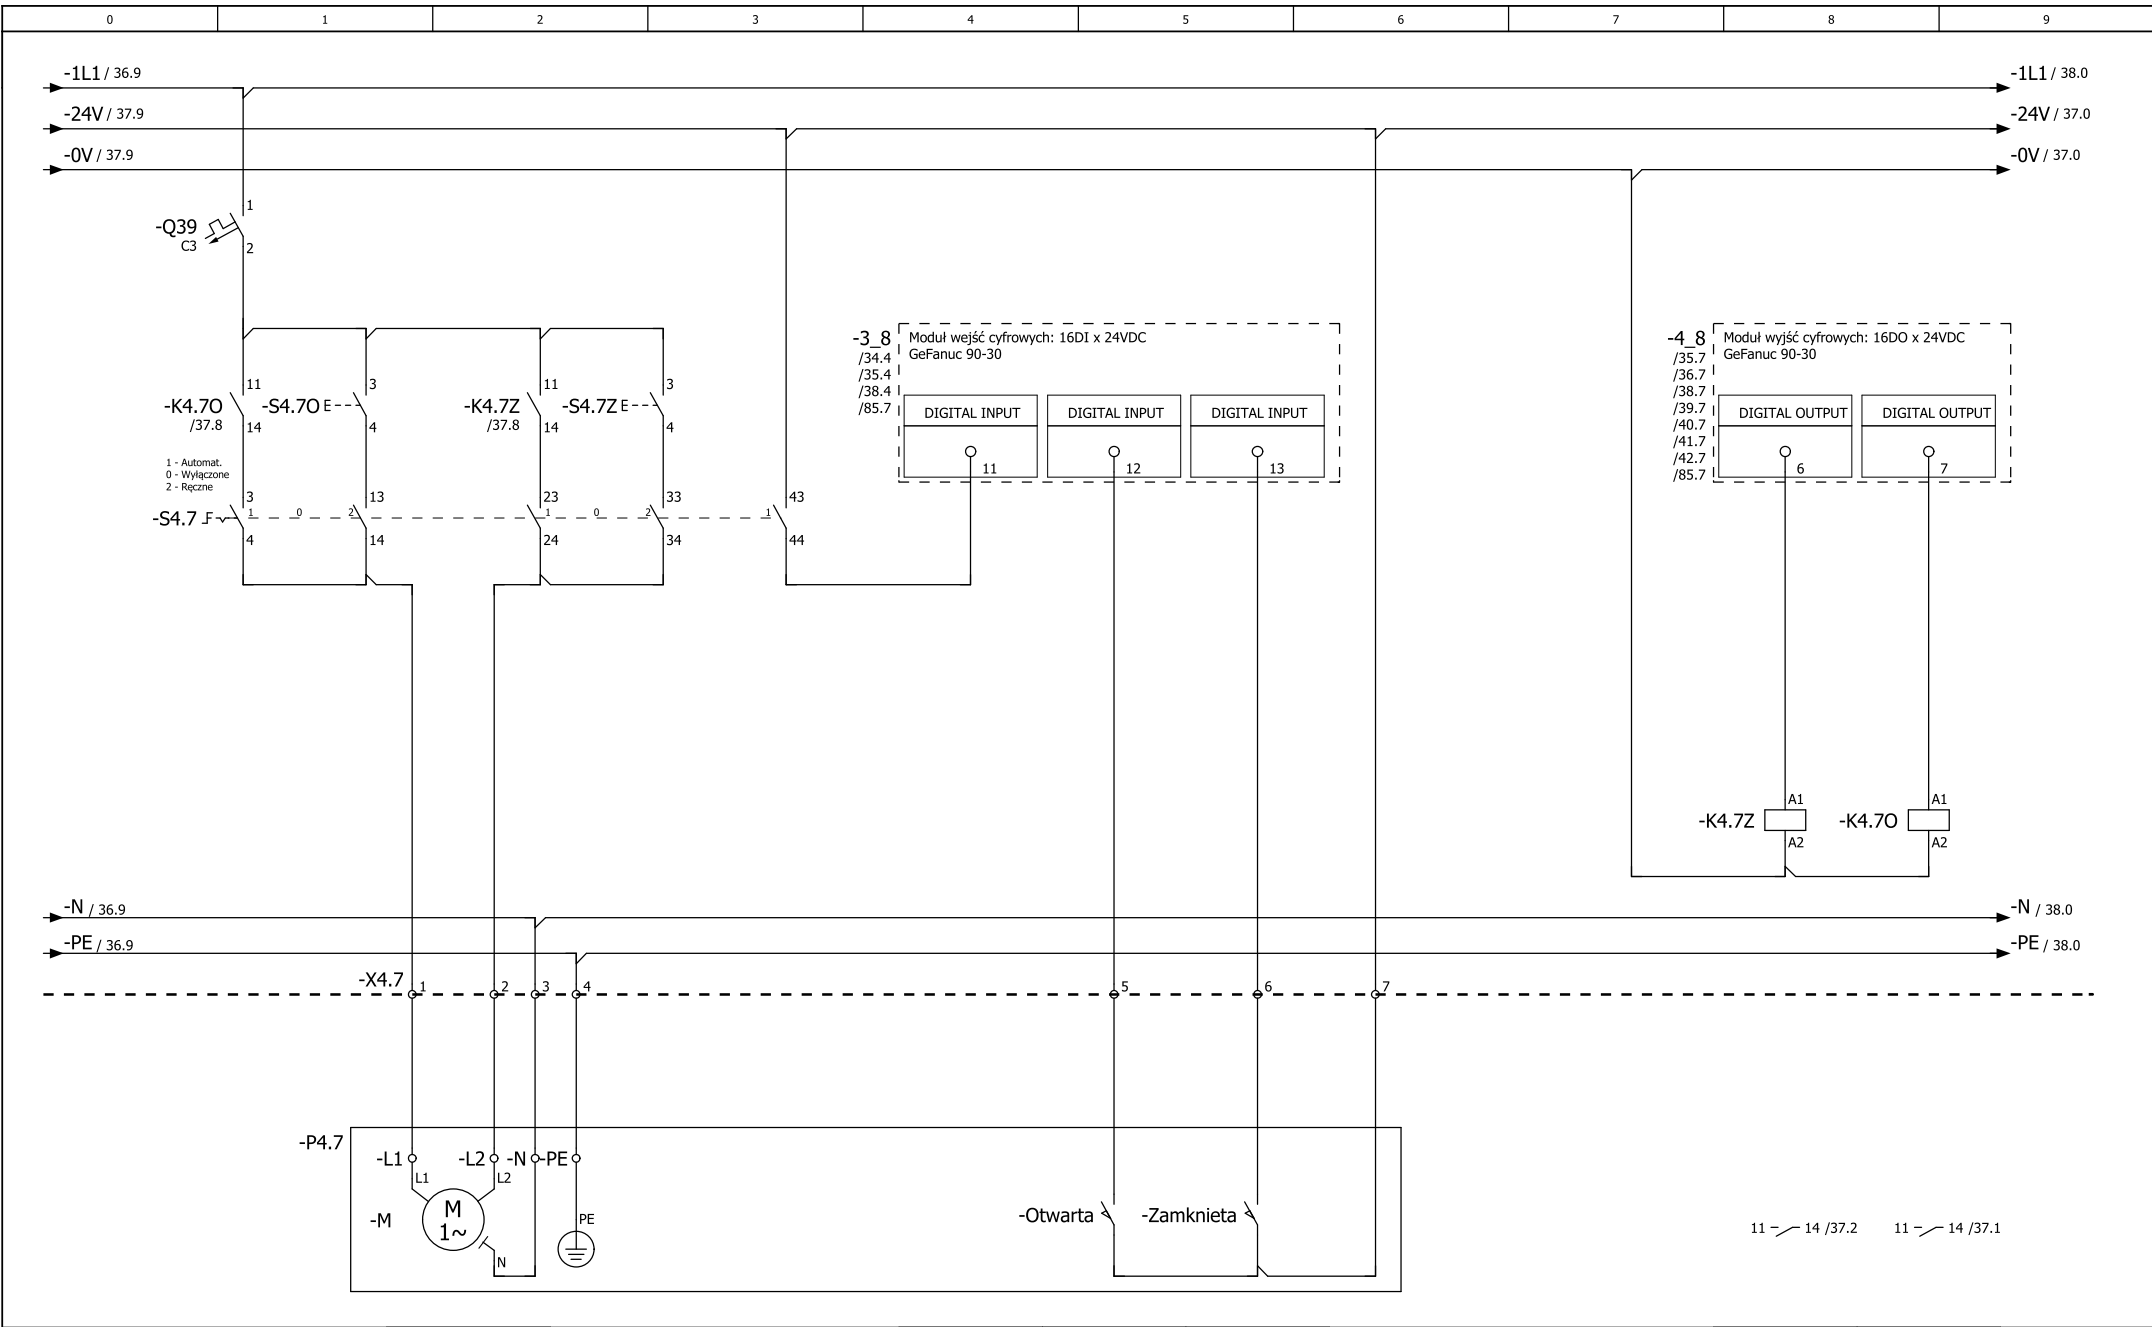 0 1 2 3 4 5 6 7 8 9
-1L1 / 36.9
-1L1 / 38.0
-24V / 37.9
-24V / 37.0
-0V / 37.9
-0V / 37.0
1
-Q39
C3
2
-3_8
/34.4
/35.4
/38.4
/85.7
Moduł wejść cyfrowych: 16DI x 24VDC
GeFanuc 90-30
DIGITAL INPUT DIGITAL INPUT DIGITAL INPUT
11 12 13
-4_8
/35.7
/36.7
/38.7
/39.7
/40.7
/41.7
/42.7
/85.7
Moduł wyjść cyfrowych: 16DO x 24VDC
GeFanuc 90-30
DIGITAL OUTPUT DIGITAL OUTPUT
6 7
11 3 11 3
-K4.7O -S4.7O -K4.7Z -S4.7Z
/37.8 /37.8
14 4 14 4
1 - Automat.
0 - Wyłączone
2 - Ręczne
3 13 23 33 43
-S4.7 1 0 2 1 0 2 1
4 14 24 34 44
A1 A1
-K4.7Z -K4.7O
A2 A2
-N / 36.9
-N / 38.0
-PE / 36.9
-PE / 38.0
-X4.7 1 2 3 4 5 6 7
-P4.7
-L1 -L2 -N -PE
L1 L2
-M M
1~
PE
N
-Otwarta -Zamknieta
11 14 /37.2 11 14 /37.1